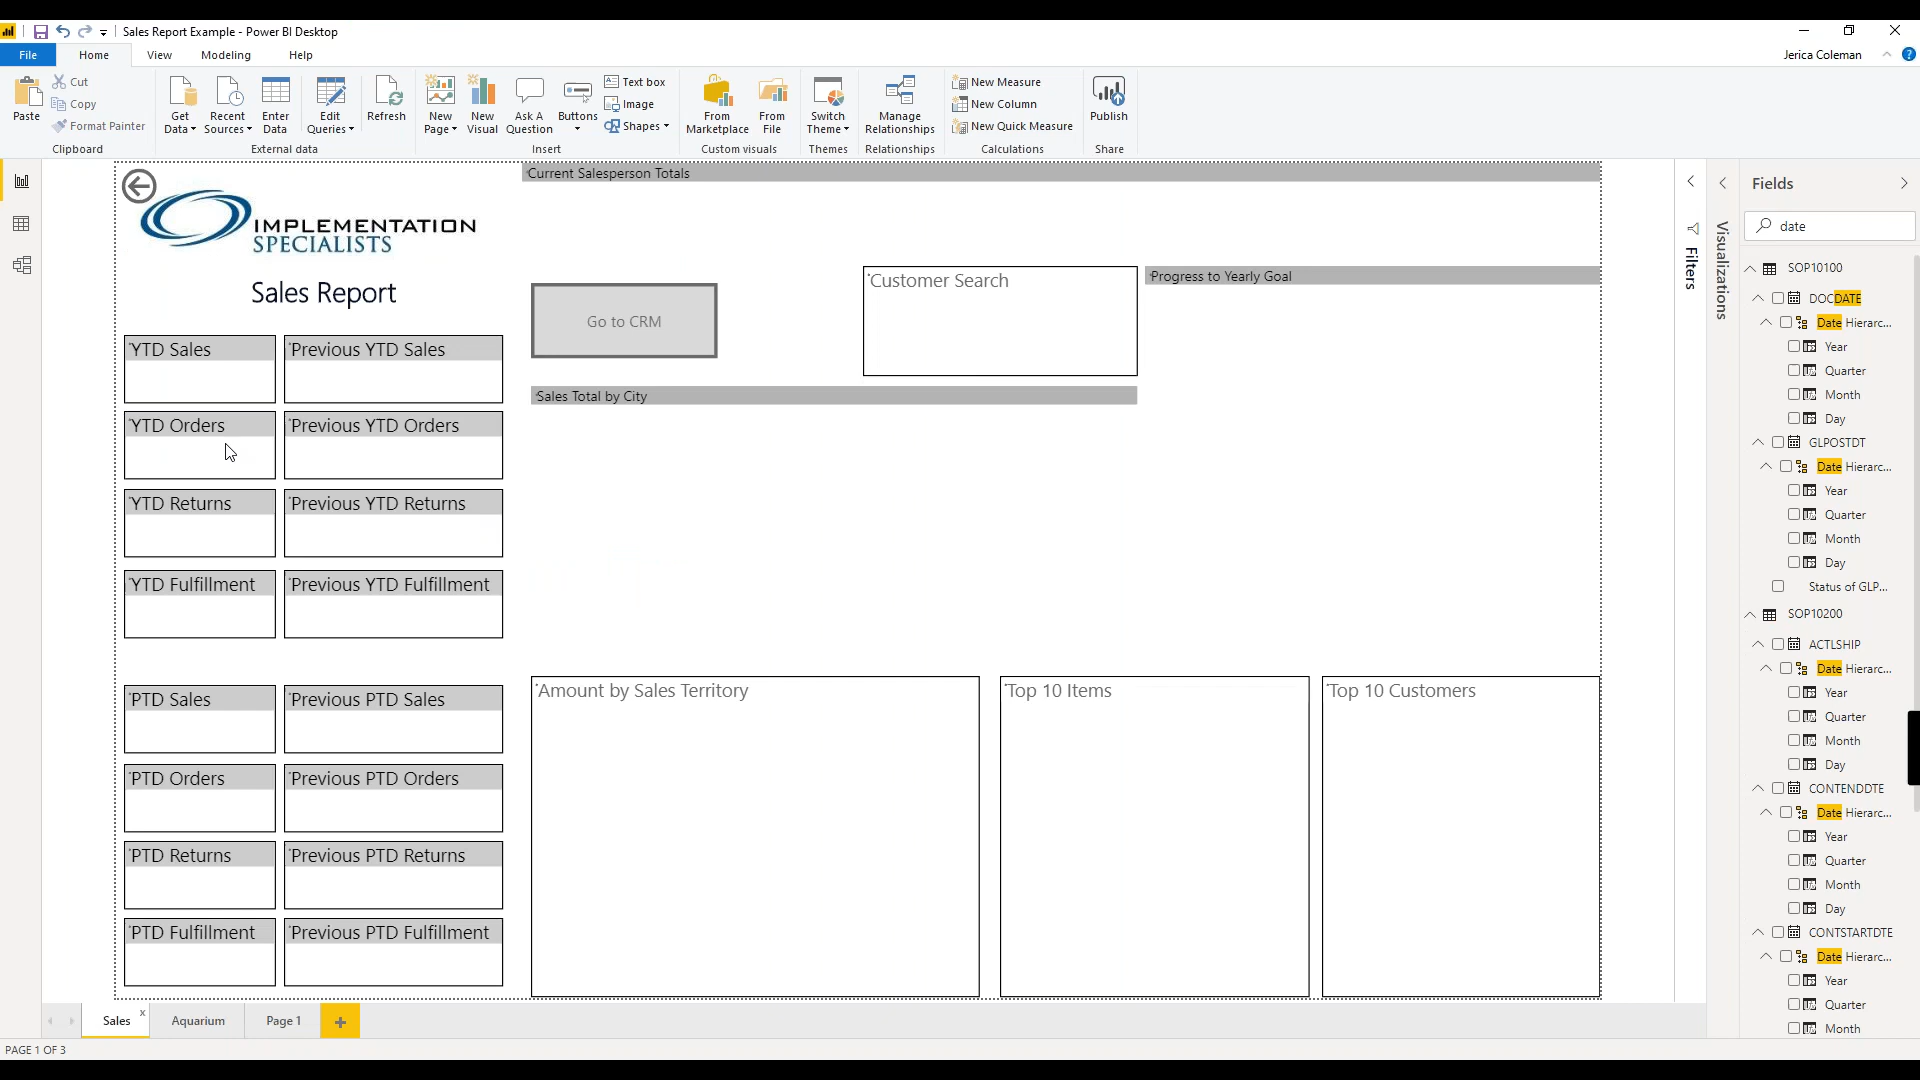 Sales Report Example - Power BI Desktop
File Home View Modeling Help Jerica Coleman ?
Paste
Cut
Copy
Format Painter
Clipboard
Get Data
Recent Sources
Enter Data
Edit Queries
Refresh
External data
New Page
New Visual
Ask A Question
Buttons
Text box
Image
Shapes
Insert
From Marketplace
From File
Custom visuals
Switch Theme
Themes
Manage Relationships
Relationships
New Measure
New Column
New Quick Measure
Calculations
Publish
Share
IMPLEMENTATION
SPECIALISTS
Sales Report
Current Salesperson Totals
Go to CRM
Customer Search
Progress to Yearly Goal
Sales Total by City
YTD Sales Previous YTD Sales
YTD Orders Previous YTD Orders
YTD Returns Previous YTD Returns
YTD Fulfillment Previous YTD Fulfillment
PTD Sales Previous PTD Sales
PTD Orders Previous PTD Orders
PTD Returns Previous PTD Returns
PTD Fulfillment Previous PTD Fulfillment
Amount by Sales Territory
Top 10 Items
Top 10 Customers
Filters
Visualizations
Fields
date
SOP10100
DOCDATE
Date Hierarc...
Year
Quarter
Month
Day
GLPOSTDT
Date Hierarc...
Year
Quarter
Month
Day
Status of GLP...
SOP10200
ACTLSHIP
Date Hierarc...
Year
Quarter
Month
Day
CONTENDDTE
Date Hierarc...
Year
Quarter
Month
Day
CONTSTARTDTE
Date Hierarc...
Year
Quarter
Month
Sales x Aquarium Page 1 +
PAGE 1 OF 3